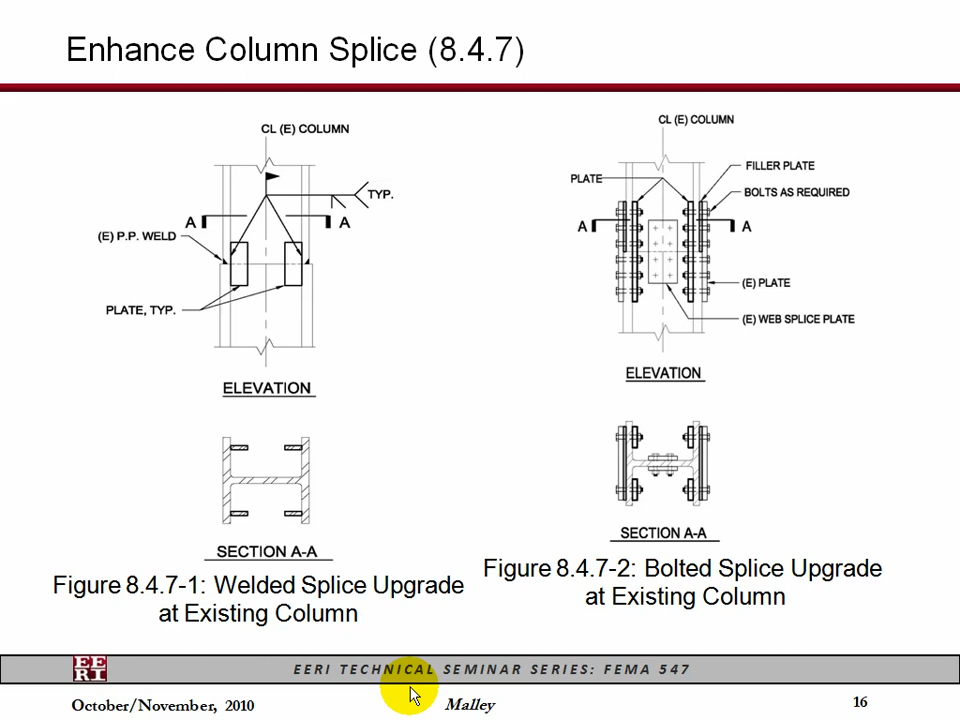 Enhance Column Splice (8.4.7)
CL (E) COLUMN
TYP.
A
A
(E) P.P. WELD
PLATE, TYP.
ELEVATION
SECTION A-A
Figure 8.4.7-1: Welded Splice Upgrade
at Existing Column
CL (E) COLUMN
FILLER PLATE
PLATE
BOLTS AS REQUIRED
A
A
(E) PLATE
(E) WEB SPLICE PLATE
ELEVATION
SECTION A-A
Figure 8.4.7-2: Bolted Splice Upgrade
at Existing Column
EERI
EERI TECHNICAL SEMINAR SERIES: FEMA 547
October/November, 2010
Malley
16